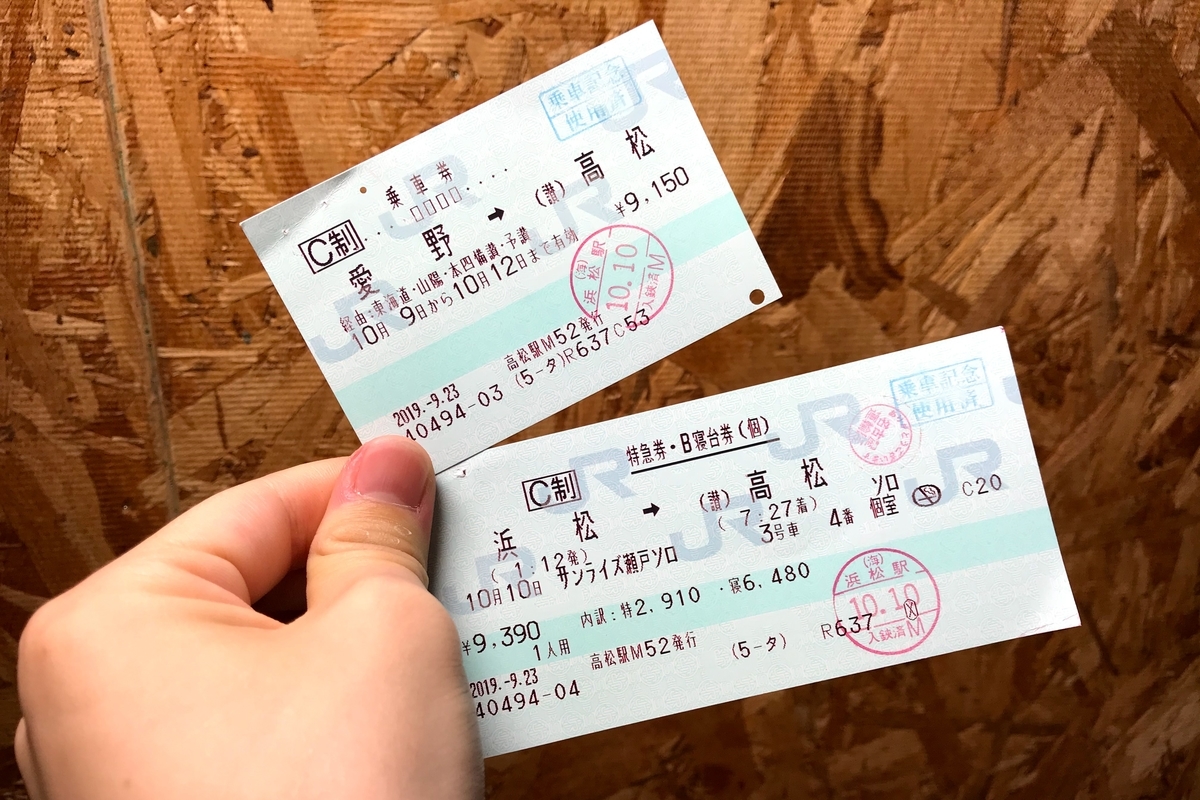 乗車記念
使用済
乗車券
C制
愛野 ➡ (讃)高松
経由:東海道・山陽・本四備讃・予讃
¥9,150
10月 9日から10月12日まで有効
(海)
浜松駅
10.10
入鋏済M
高松駅M52発行
2019.-9.23
(5-タ)R637 C53
40494-03
乗車記念
使用済
特急券・B寝台券(個)
C制
浜松 ➡ (讃)高松
ソロ
個室
( 1:12発) ( 7:27着)
C20
10月10日 サンライズ瀬戸ソロ
3号車 4番
¥9,390
内訳:特2,910 ・寝6,480
1人用
(海)
浜松駅
10.10
入鋏済M
高松駅M52発行
(5-タ) R637
2019.-9.23
40494-04
JR